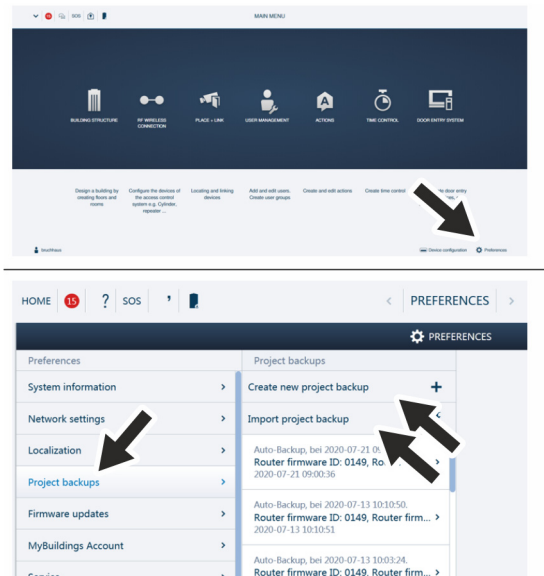 15 SOS MAIN MENU
BUILDING STRUCTURE RF WIRELESS CONNECTION PLACE + LINK USER MANAGEMENT ACTIONS TIME CONTROL DOOR ENTRY SYSTEM
Design a building by creating floors and rooms
Configure the devices of the access control system e.g. Cylinder, repeater ...
Locating and linking devices
Add and edit users. Create user groups
Create and edit actions
Create time control
door entry
Device configuration Preferences
HOME 15 ? SOS ' < PREFERENCES >
PREFERENCES
Preferences
System information >
Network settings >
Localization >
Project backups >
Firmware updates >
MyBuildings Account >
Service >
Project backups
Create new project backup +
Import project backup
Auto-Backup, bei 2020-07-21
Router firmware ID: 0149, >
2020-07-21 09:00:36
Auto-Backup, bei 2020-07-13 10:10:50.
Router firmware ID: 0149, Router firm... >
2020-07-13 10:10:51
Auto-Backup, bei 2020-07-13 10:03:24.
Router firmware ID: 0149, Router firm... >